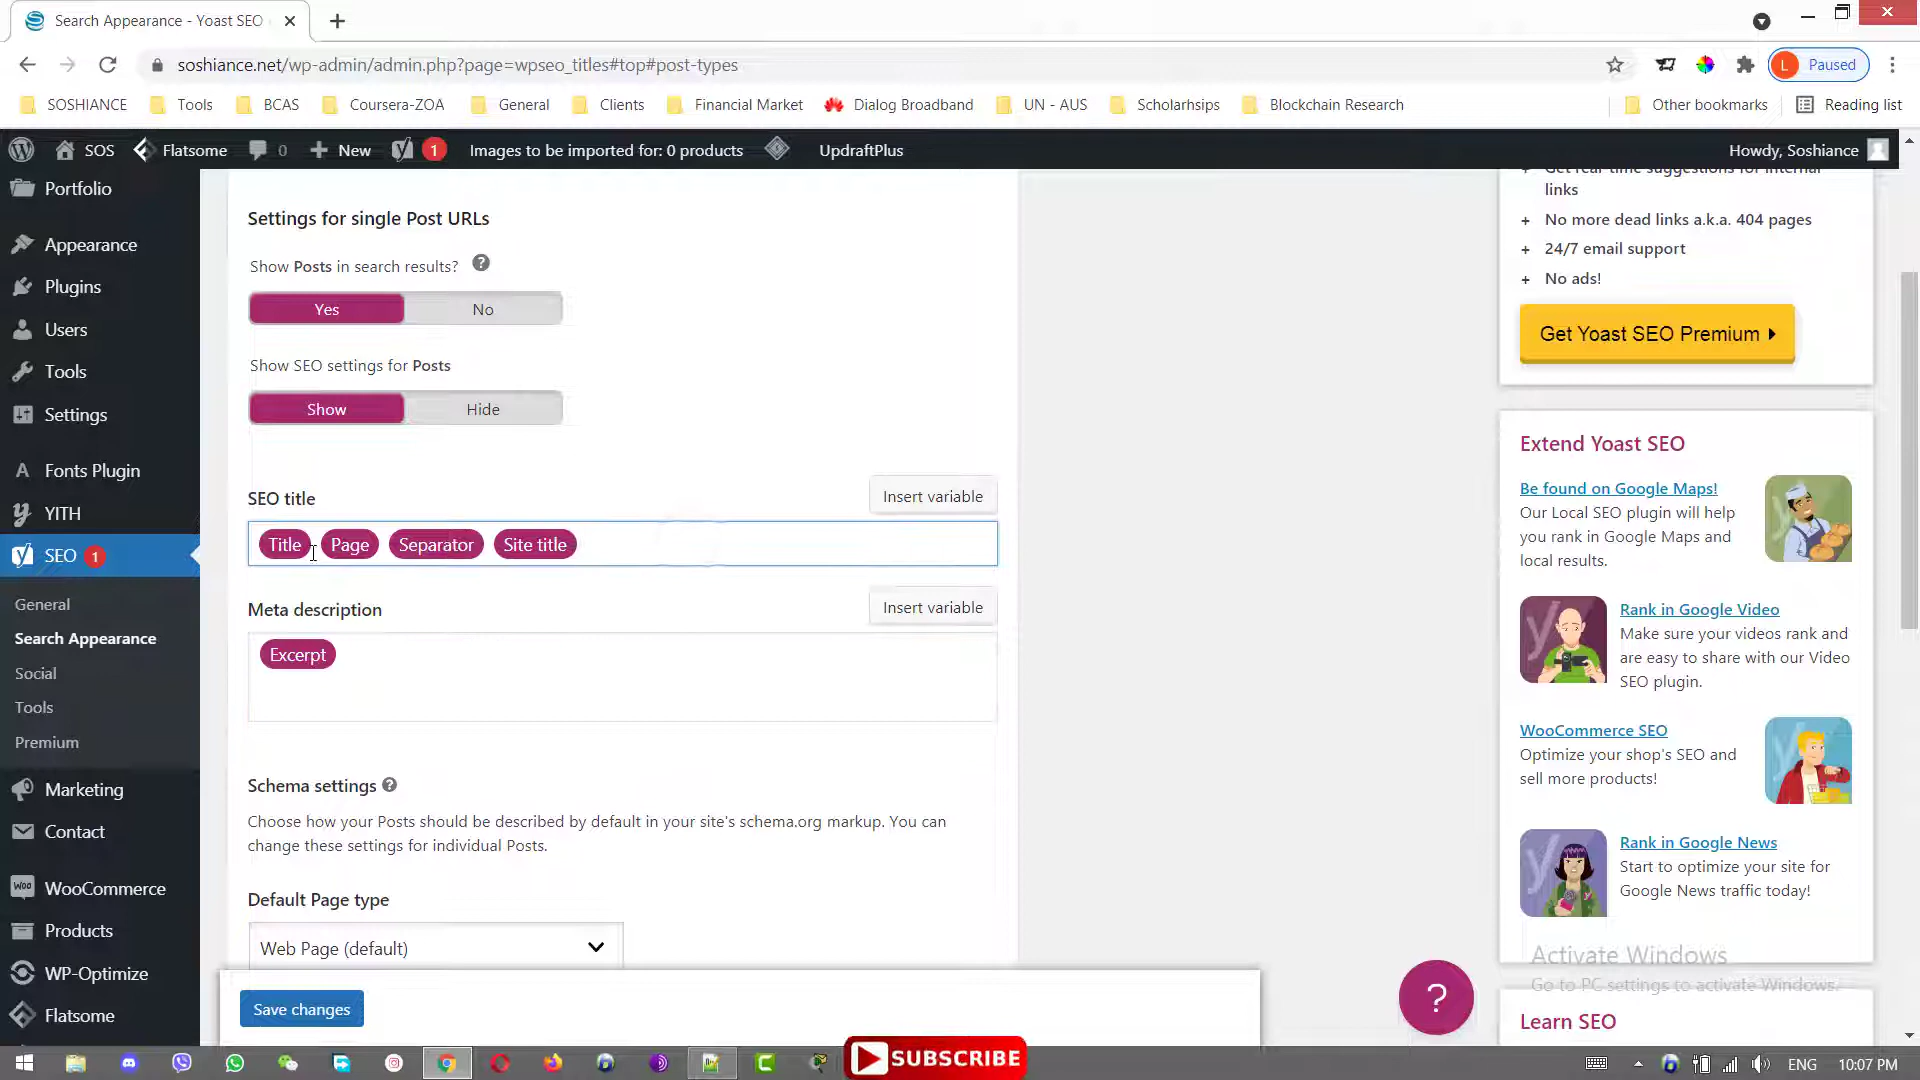 Search Appearance - Yoast SEO
soshiance.net/wp-admin/admin.php?page=wpseo_titles#top#post-types
L Paused
SOSHIANCE Tools BCAS Coursera-ZOA General Clients Financial Market Dialog Broadband UN - AUS Scholarhsips Blockchain Research Other bookmarks Reading list
SOS Flatsome 0 New 1 Images to be imported for: 0 products UpdraftPlus Howdy, Soshiance
Portfolio
Appearance
Plugins
Users
Tools
Settings
Fonts Plugin
YITH
SEO 1
General
Search Appearance
Social
Tools
Premium
Marketing
Contact
WooCommerce
Products
WP-Optimize
Flatsome
Settings for single Post URLs
Show Posts in search results?
Yes No
Show SEO settings for Posts
Show Hide
SEO title Insert variable
Title Page Separator Site title
Meta description Insert variable
Excerpt
Schema settings
Choose how your Posts should be described by default in your site's schema.org markup. You can
change these settings for individual Posts.
Default Page type
Web Page (default)
Save changes
+ Get real-time suggestions for internal
links
+ No more dead links a.k.a. 404 pages
+ 24/7 email support
+ No ads!
Get Yoast SEO Premium
Extend Yoast SEO
Be found on Google Maps!
Our Local SEO plugin will help
you rank in Google Maps and
local results.
Rank in Google Video
Make sure your videos rank and
are easy to share with our Video
SEO plugin.
WooCommerce SEO
Optimize your shop's SEO and
sell more products!
Rank in Google News
Start to optimize your site for
Google News traffic today!
Activate Windows
Go to PC settings to activate Windows.
Learn SEO
?
SUBSCRIBE
ENG 10:07 PM